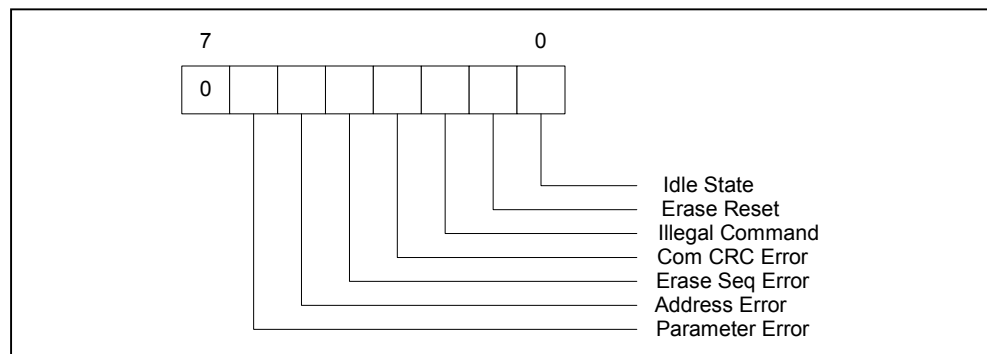 7 0
0
Idle State
Erase Reset
Illegal Command
Com CRC Error
Erase Seq Error
Address Error
Parameter Error